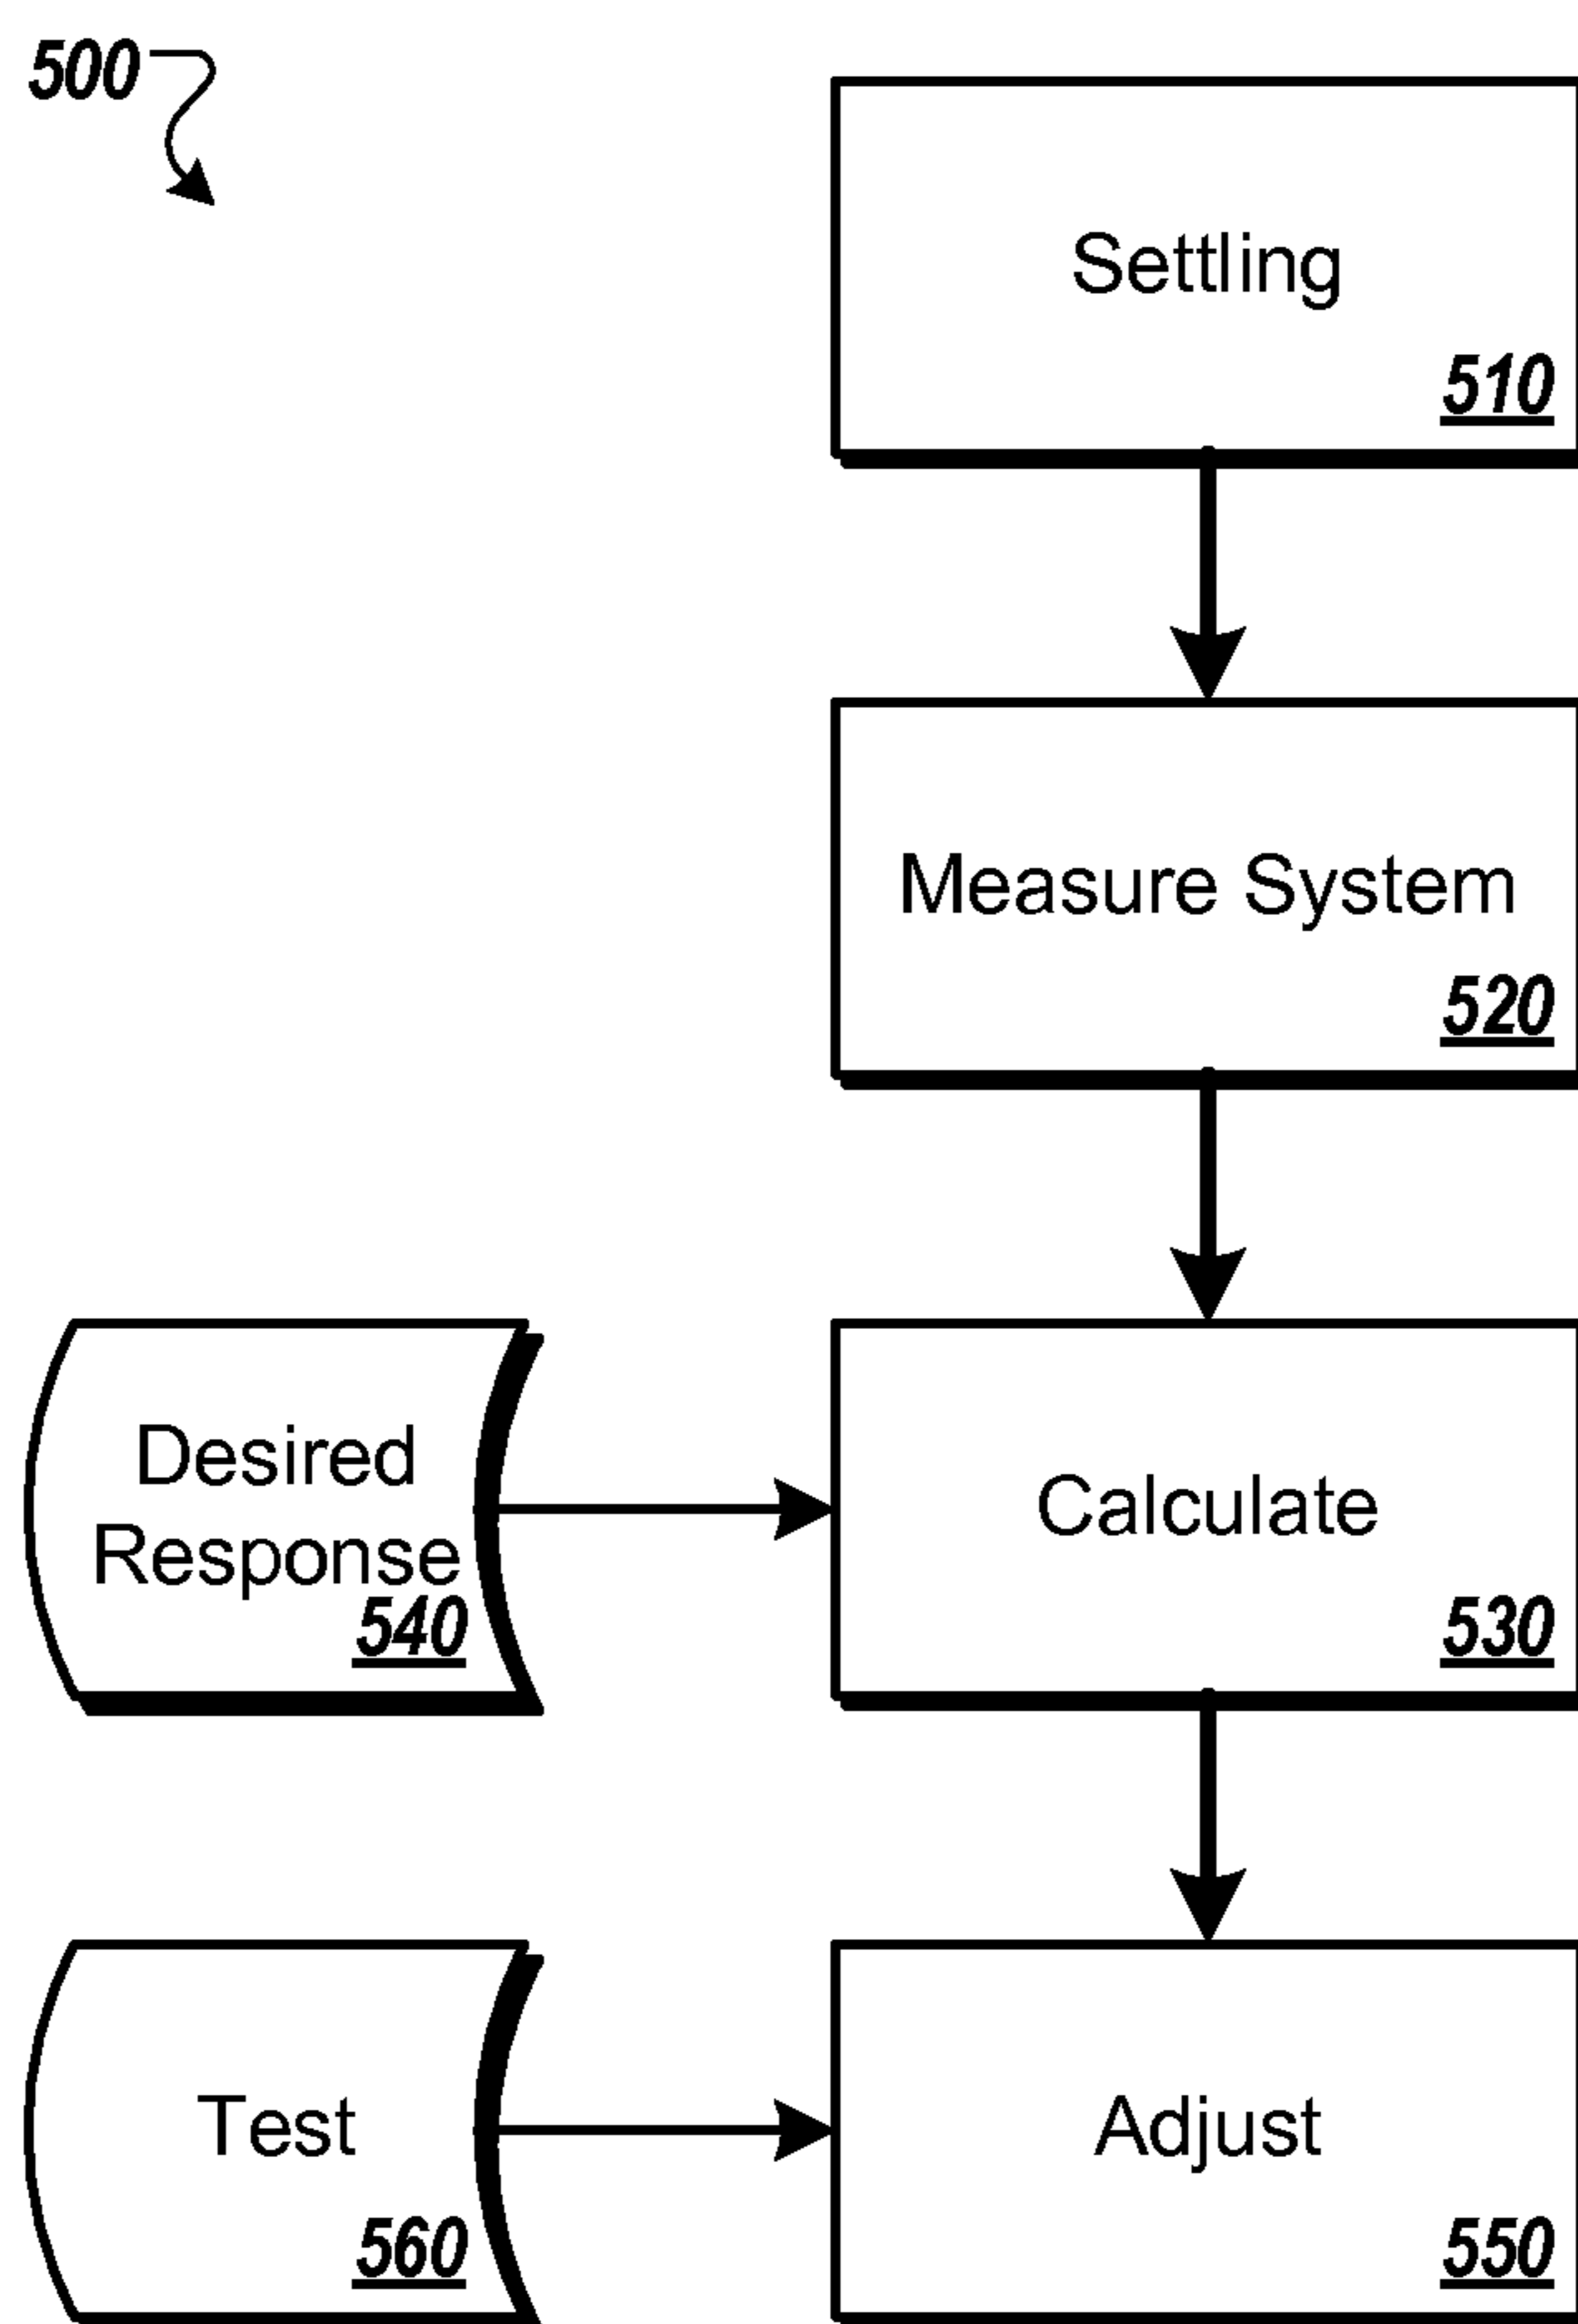 500
Settling
510
Measure System
520
Desired
Response
540
Calculate
530
Test
560
Adjust
550